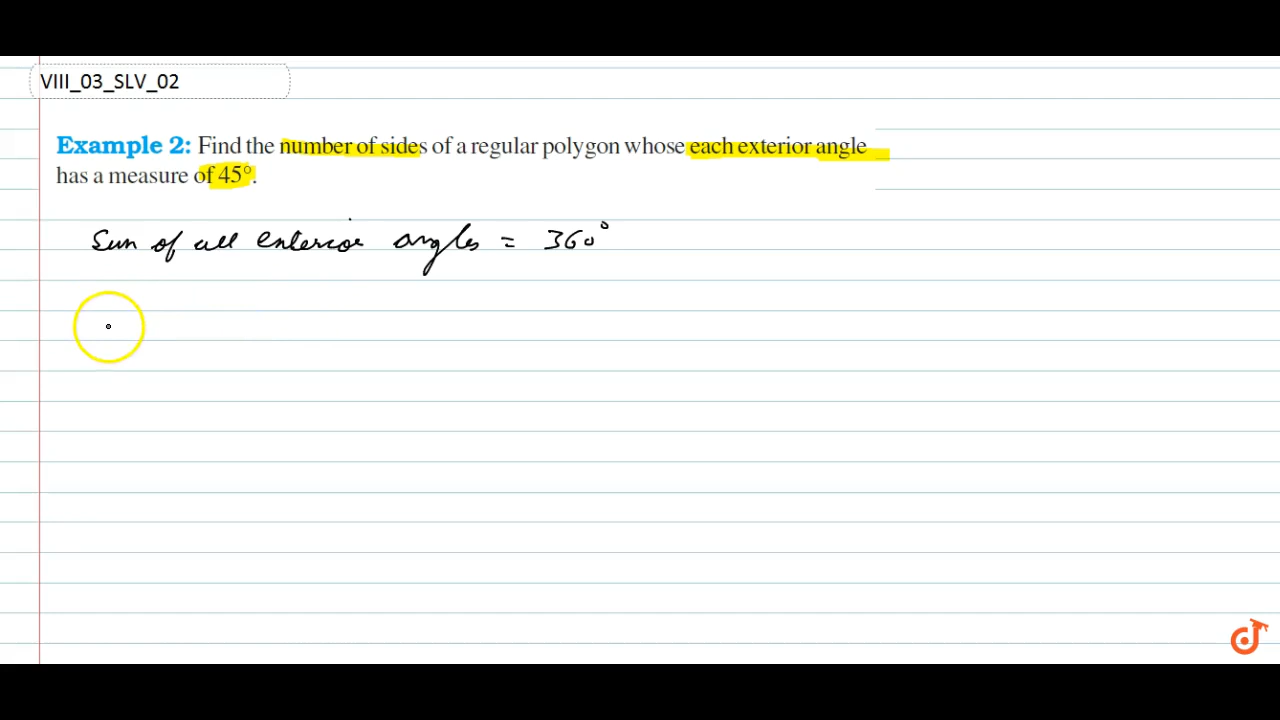 VIII_03_SLV_02
Example 2: Find the number of sides of a regular polygon whose each exterior angle
has a measure of 45°.
Sum of all exterior angles = 360°